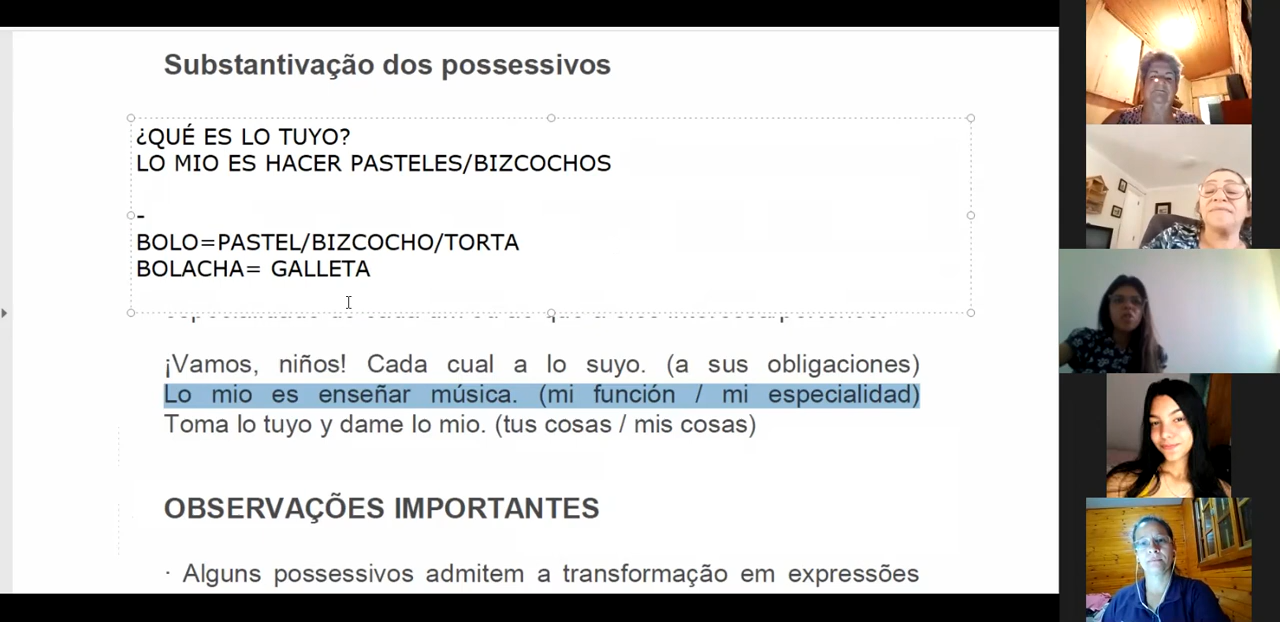 Substantivação dos possessivos
¿QUÉ ES LO TUYO?
LO MIO ES HACER PASTELES/BIZCOCHOS
-
BOLO=PASTEL/BIZCOCHO/TORTA
BOLACHA= GALLETA
¡Vamos, niños! Cada cual a lo suyo. (a sus obligaciones)
Lo mio es enseñar música. (mi función / mi especialidad)
Toma lo tuyo y dame lo mio. (tus cosas / mis cosas)
OBSERVAÇÕES IMPORTANTES
· Alguns possessivos admitem a transformação em expressões